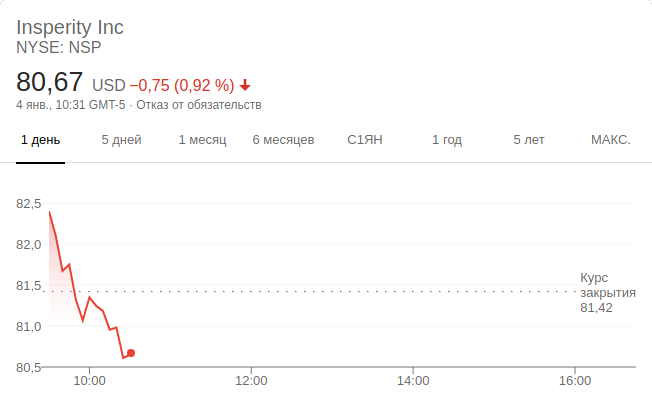 Insperity Inc
NYSE: NSP
80,67 USD −0,75 (0,92 %)
4 янв., 10:31 GMT-5 · Отказ от обязательств
1 день 5 дней 1 месяц 6 месяцев С1ЯН 1 год 5 лет МАКС.
82,5
82,0
81,5
81,0
80,5
Курс
закрытия
81,42
10:00 12:00 14:00 16:00